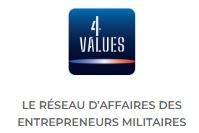 4
VALUES
LE RÉSEAU D'AFFAIRES DES
ENTREPRENEURS MILITAIRES